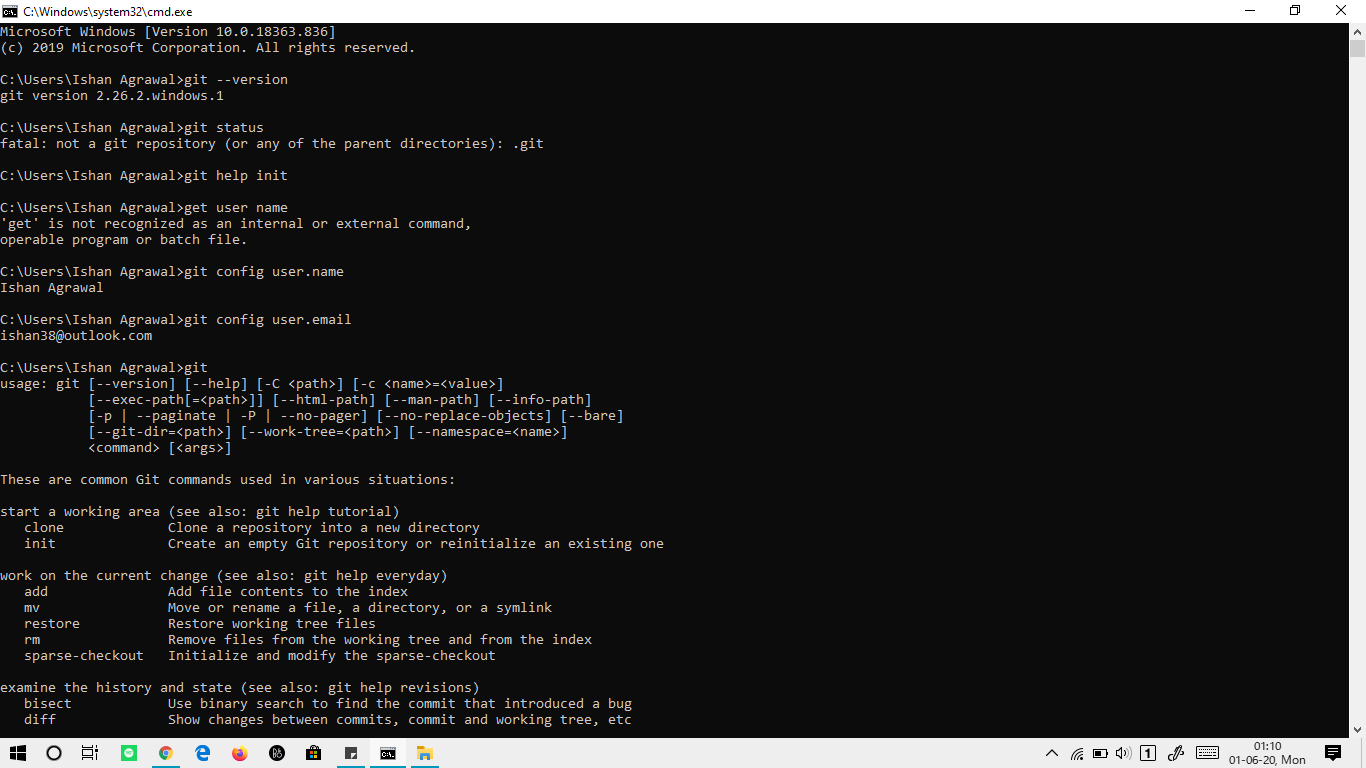 C:\Windows\system32\cmd.exe
Microsoft Windows [Version 10.0.18363.836]
(c) 2019 Microsoft Corporation. All rights reserved.
C:\Users\Ishan Agrawal>git --version
git version 2.26.2.windows.1
C:\Users\Ishan Agrawal>git status
fatal: not a git repository (or any of the parent directories): .git
C:\Users\Ishan Agrawal>git help init
C:\Users\Ishan Agrawal>get user name
'get' is not recognized as an internal or external command,
operable program or batch file.
C:\Users\Ishan Agrawal>git config user.name
Ishan Agrawal
C:\Users\Ishan Agrawal>git config user.email
ishan38@outlook.com
C:\Users\Ishan Agrawal>git
usage: git [--version] [--help] [-C <path>] [-c <name>=<value>]
           [--exec-path[=<path>]] [--html-path] [--man-path] [--info-path]
           [-p | --paginate | -P | --no-pager] [--no-replace-objects] [--bare]
           [--git-dir=<path>] [--work-tree=<path>] [--namespace=<name>]
           <command> [<args>]
These are common Git commands used in various situations:
start a working area (see also: git help tutorial)
   clone             Clone a repository into a new directory
   init              Create an empty Git repository or reinitialize an existing one
work on the current change (see also: git help everyday)
   add               Add file contents to the index
   mv                Move or rename a file, a directory, or a symlink
   restore           Restore working tree files
   rm                Remove files from the working tree and from the index
   sparse-checkout   Initialize and modify the sparse-checkout
examine the history and state (see also: git help revisions)
   bisect            Use binary search to find the commit that introduced a bug
   diff              Show changes between commits, commit and working tree, etc
1
01:10
01-06-20, Mon